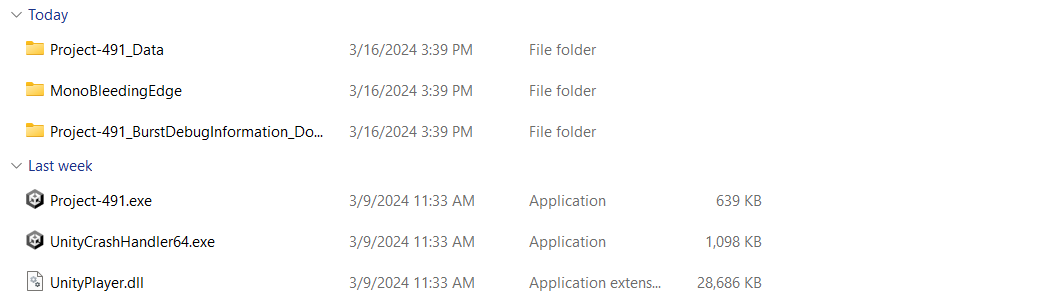 Today
Project-491_Data 3/16/2024 3:39 PM File folder
MonoBleedingEdge 3/16/2024 3:39 PM File folder
Project-491_BurstDebugInformation_Do... 3/16/2024 3:39 PM File folder
Last week
Project-491.exe 3/9/2024 11:33 AM Application 639 KB
UnityCrashHandler64.exe 3/9/2024 11:33 AM Application 1,098 KB
UnityPlayer.dll 3/9/2024 11:33 AM Application extens... 28,686 KB